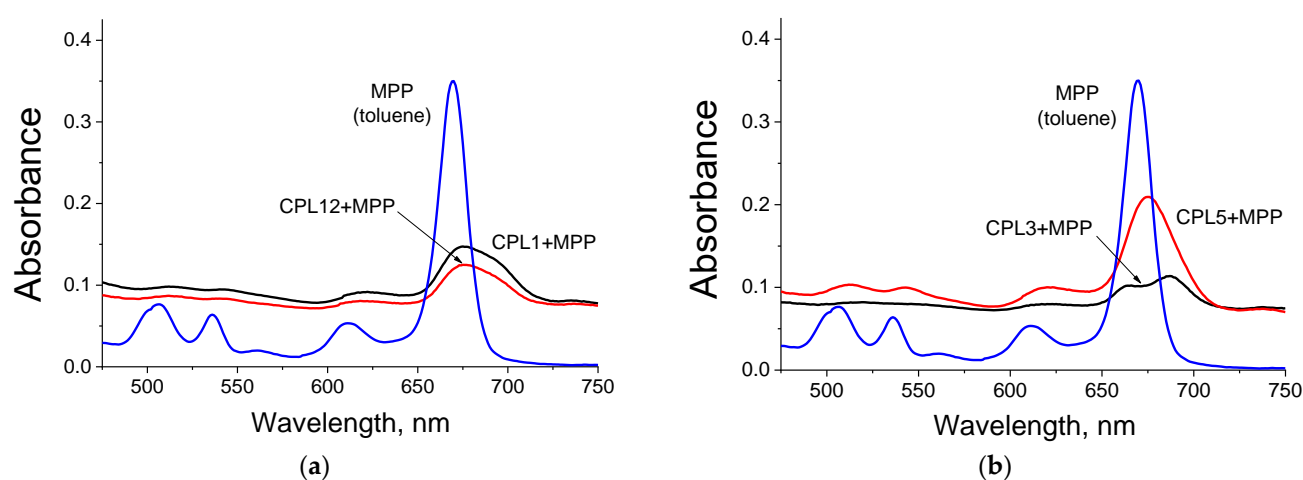 0.4
0.3
0.2
0.1
0.0
Absorbance
MPP
(toluene)
CPL12+MPP
CPL1+MPP
500 550 600 650 700 750
Wavelength, nm
(a)
0.4
0.3
0.2
0.1
0.0
Absorbance
MPP
(toluene)
CPL3+MPP
CPL5+MPP
500 550 600 650 700 750
Wavelength, nm
(b)